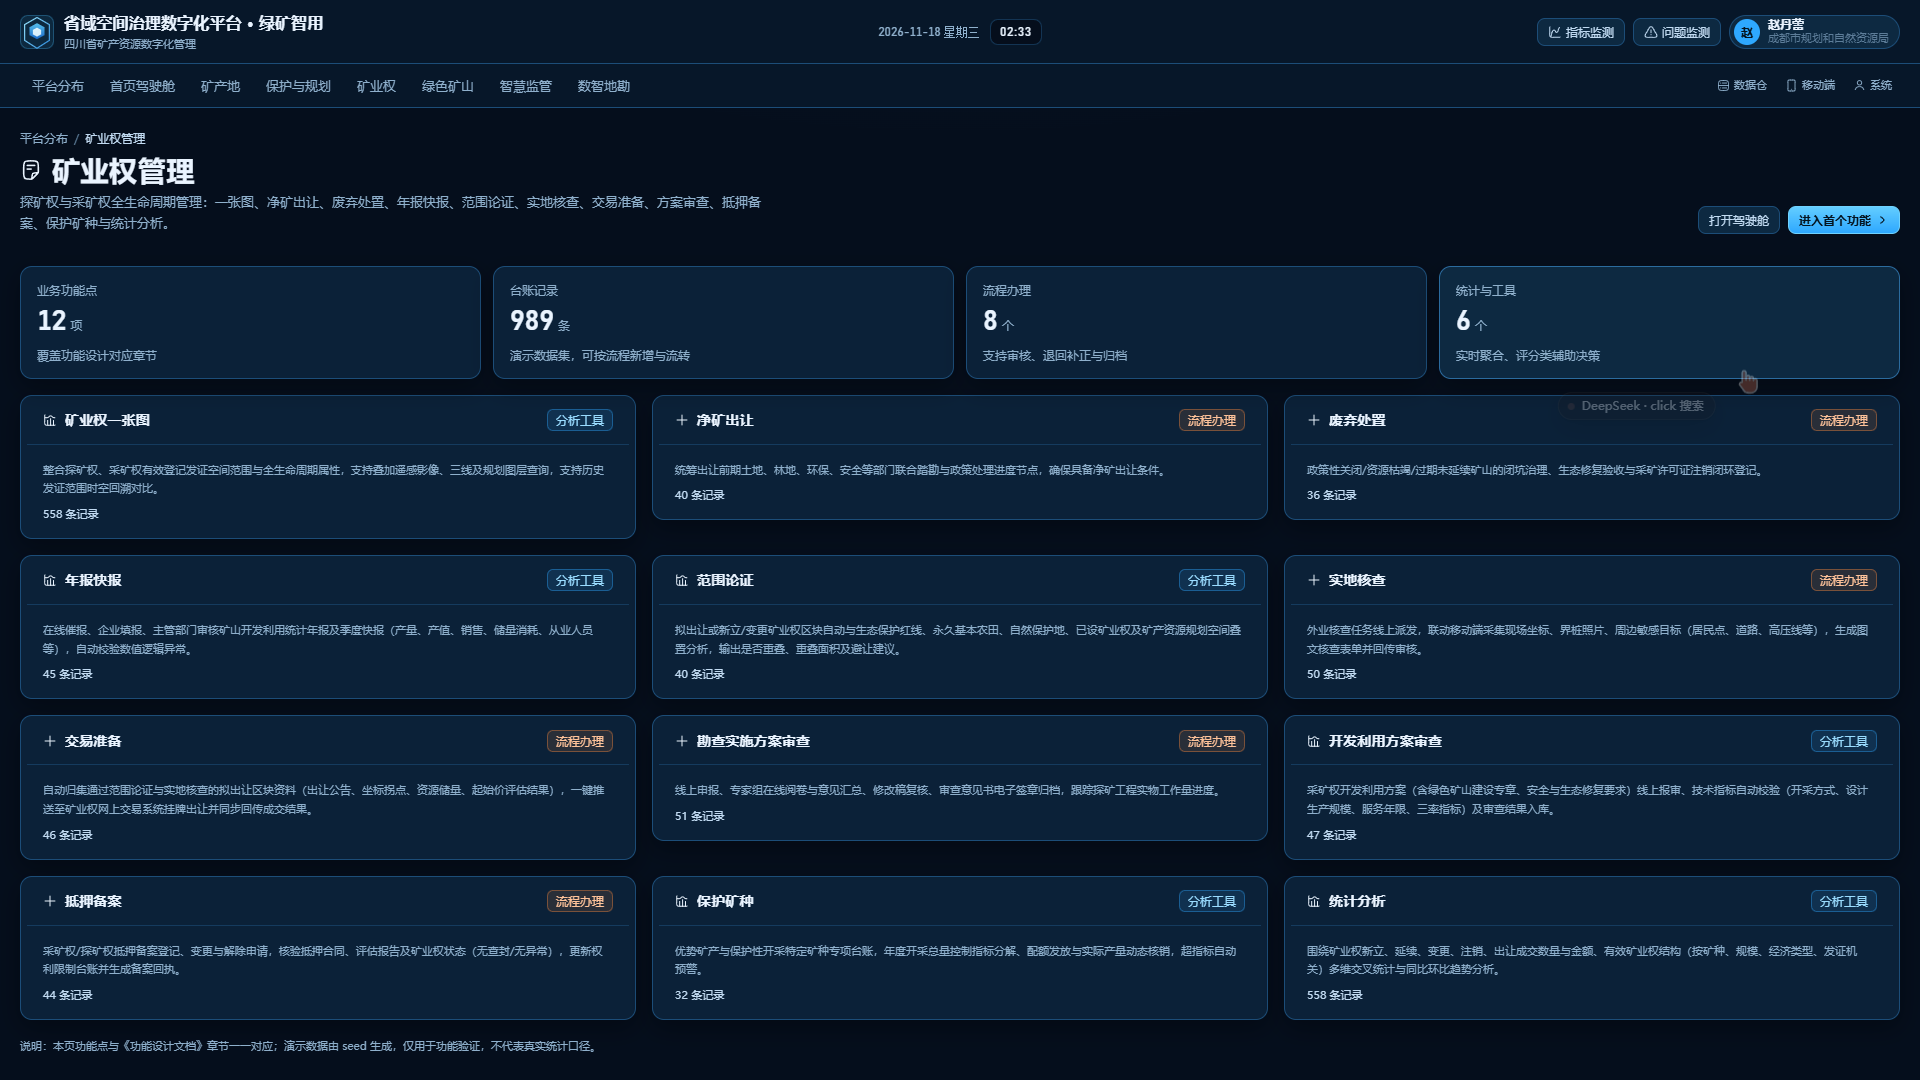 省域空间治理数字化平台 • 绿矿智用
四川省矿产资源数字化管理
2026-11-18 星期三 02:33
指标监测
问题监测
赵
赵丹蕾
成都市规划和自然资源局
平台分布 首页驾驶舱 矿产地 保护与规划 矿业权 绿色矿山 智慧监管 数智地勘
数据仓 移动端 系统
平台分布 / 矿业权管理
矿业权管理
探矿权与采矿权全生命周期管理：一张图、净矿出让、废弃处置、年报快报、范围论证、实地核查、交易准备、方案审查、抵押备
案、保护矿种与统计分析。
打开驾驶舱
进入首个功能
业务功能点
12 项
覆盖功能设计对应章节
台账记录
989 条
演示数据集，可按流程新增与流转
流程办理
8 个
支持审核、退回补正与归档
统计与工具
6 个
实时聚合、评分类辅助决策
DeepSeek · click 搜索
矿业权一张图
分析工具
整合探矿权、采矿权有效登记发证空间范围与全生命周期属性，支持叠加遥感影像、三线及规划图层查询，支持历史
发证范围时空回溯对比。
558 条记录
净矿出让
流程办理
统筹出让前期土地、林地、环保、安全等部门联合踏勘与政策处理进度节点，确保具备净矿出让条件。
40 条记录
废弃处置
流程办理
政策性关闭/资源枯竭/过期未延续矿山的闭坑治理、生态修复验收与采矿许可证注销闭环登记。
36 条记录
年报快报
分析工具
在线催报、企业填报、主管部门审核矿山开发利用统计年报及季度快报（产量、产值、销售、储量消耗、从业人员
等），自动校验数值逻辑异常。
45 条记录
范围论证
分析工具
拟出让或新立/变更矿业权区块自动与生态保护红线、永久基本农田、自然保护地、已设矿业权及矿产资源规划空间叠
置分析，输出是否重叠、重叠面积及避让建议。
40 条记录
实地核查
流程办理
外业核查任务线上派发，联动移动端采集现场坐标、界桩照片、周边敏感目标（居民点、道路、高压线等），生成图
文核查表单并回传审核。
50 条记录
交易准备
流程办理
自动归集通过范围论证与实地核查的拟出让区块资料（出让公告、坐标拐点、资源储量、起始价评估结果），一键推
送至矿业权网上交易系统挂牌出让并同步回传成交结果。
46 条记录
勘查实施方案审查
流程办理
线上申报、专家组在线阅卷与意见汇总、修改稿复核、审查意见书电子签章归档，跟踪探矿工程实物工作量进度。
51 条记录
开发利用方案审查
分析工具
采矿权开发利用方案（含绿色矿山建设专章、安全与生态修复要求）线上报审、技术指标自动校验（开采方式、设计
生产规模、服务年限、三率指标）及审查结果入库。
47 条记录
抵押备案
流程办理
采矿权/探矿权抵押备案登记、变更与解除申请，核验抵押合同、评估报告及矿业权状态（无查封/无异常），更新权
利限制台账并生成备案回执。
44 条记录
保护矿种
分析工具
优势矿产与保护性开采特定矿种专项台账，年度开采总量控制指标分解、配额发放与实际产量动态核销，超指标自动
预警。
32 条记录
统计分析
分析工具
围绕矿业权新立、延续、变更、注销、出让成交数量与金额、有效矿业权结构（按矿种、规模、经济类型、发证机
关）多维交叉统计与同比环比趋势分析。
558 条记录
说明：本页功能点与《功能设计文档》章节一一对应；演示数据由 seed 生成，仅用于功能验证，不代表真实统计口径。